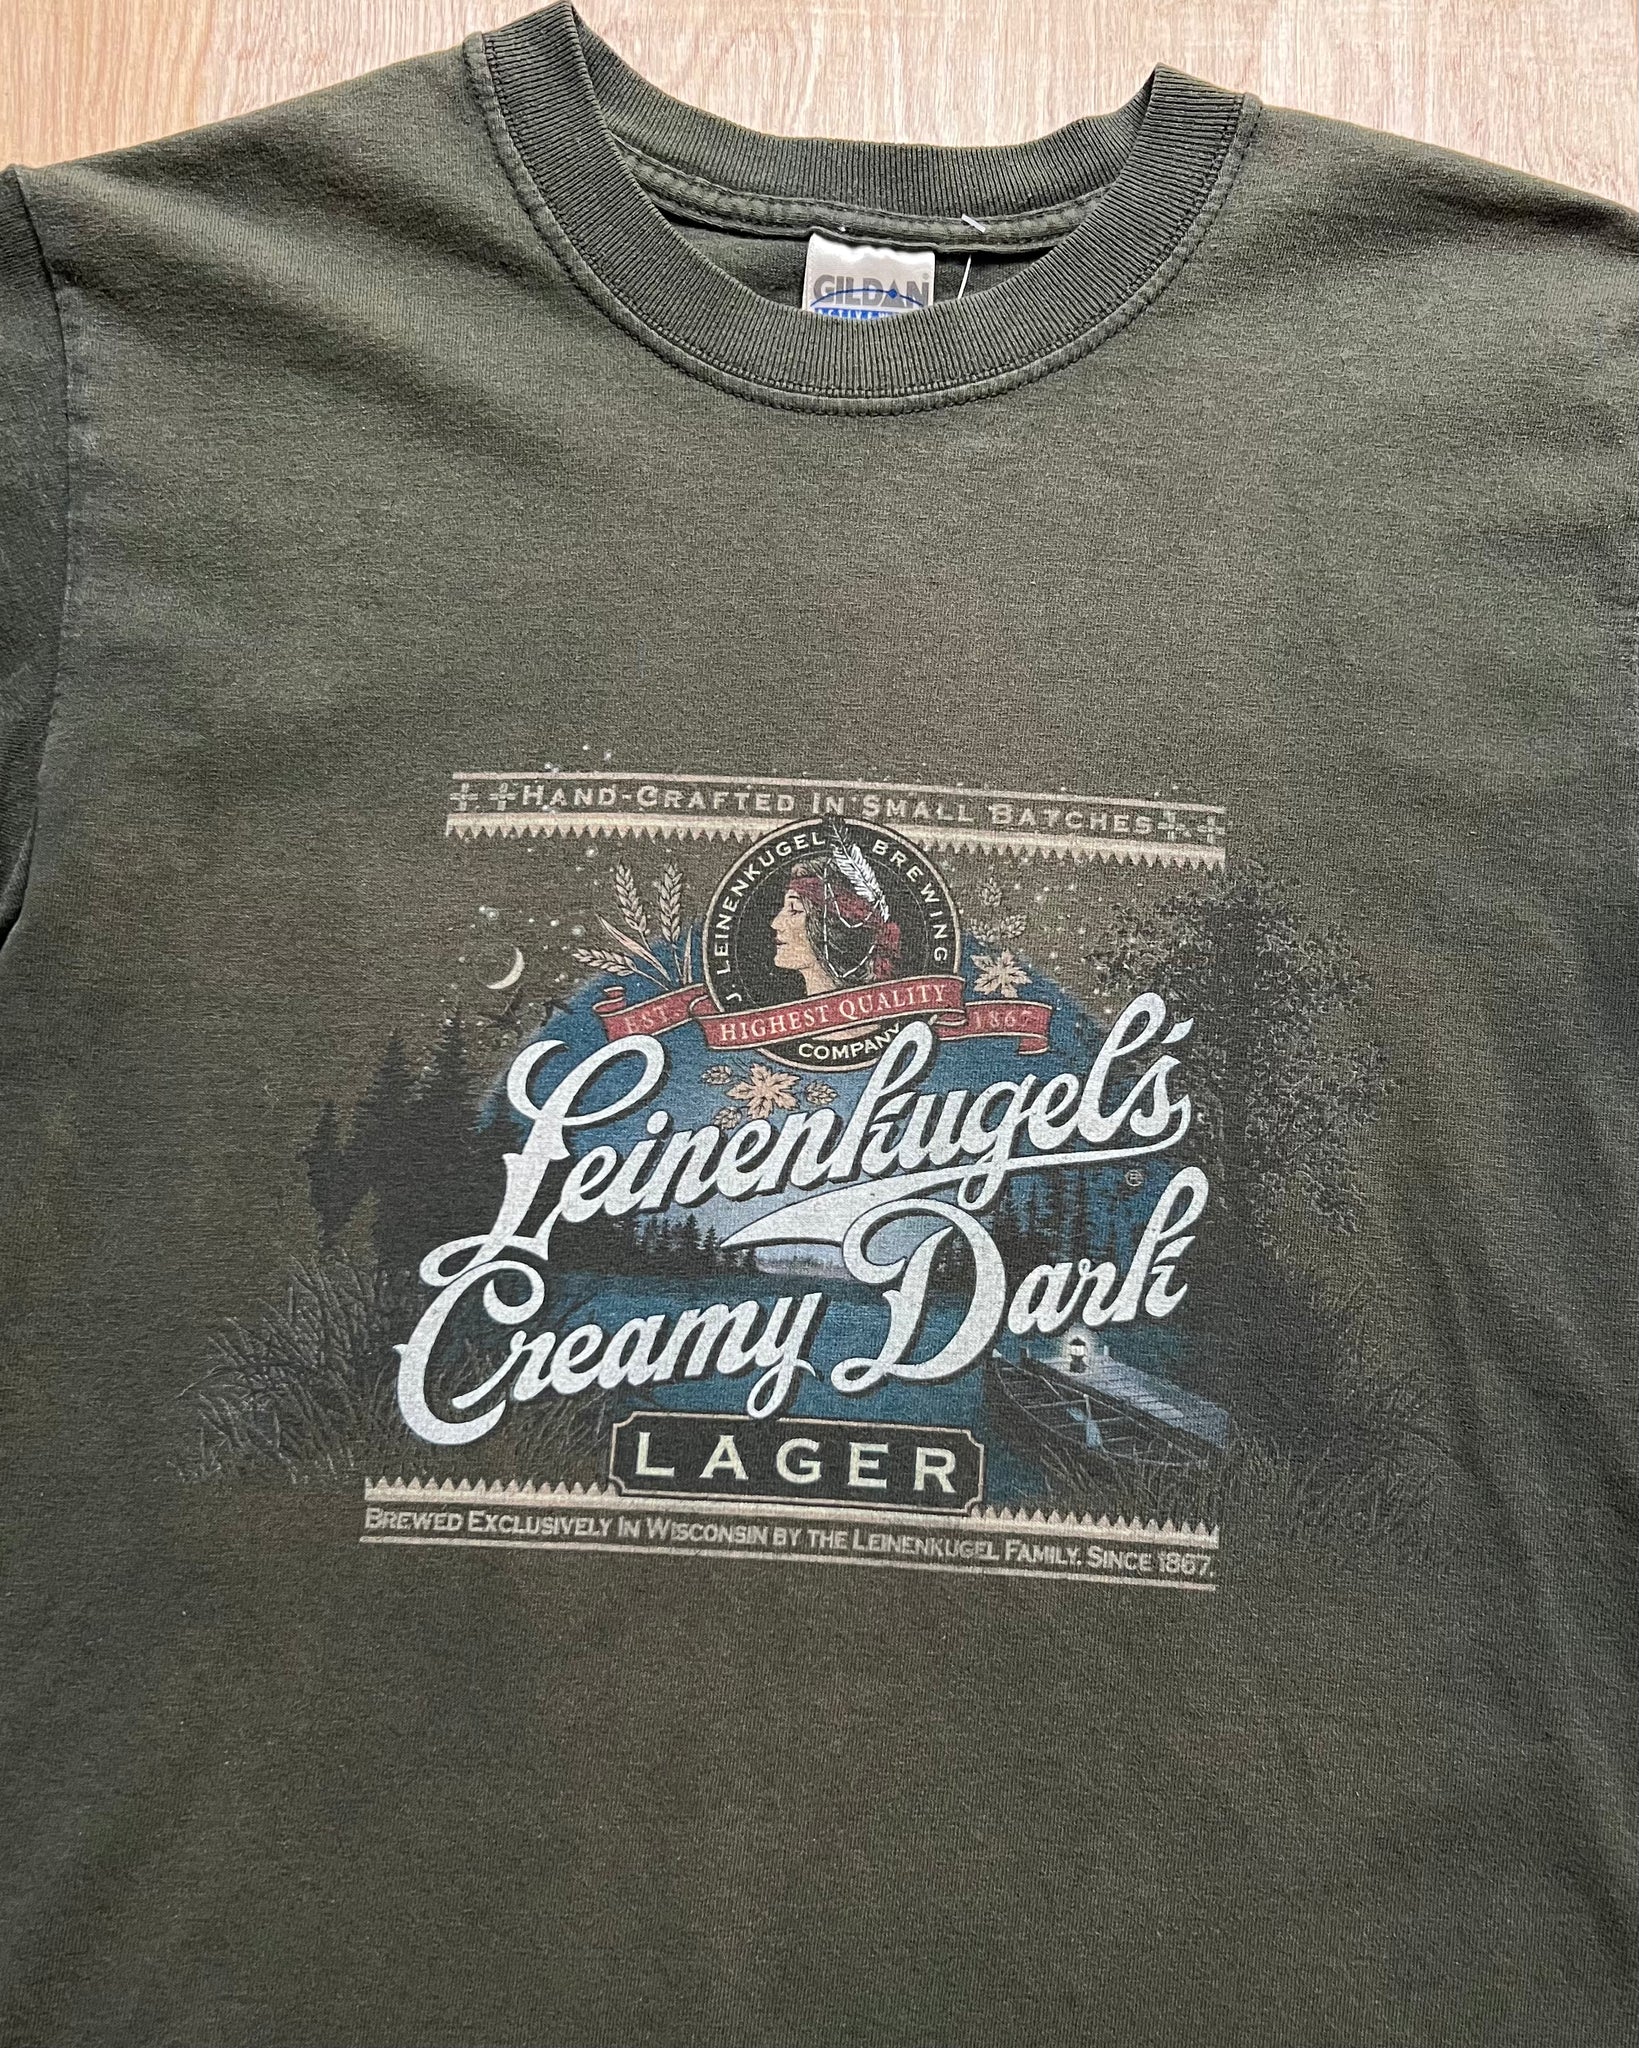 GILDAN®
HAND-CRAFTED IN SMALL BATCHES
J. LEINENKUGEL BREWING
EST. HIGHEST QUALITY 1867
COMPANY
Leinenkugel's®
Creamy Dark
LAGER
BREWED EXCLUSIVELY IN WISCONSIN BY THE LEINENKUGEL FAMILY. SINCE 1867.